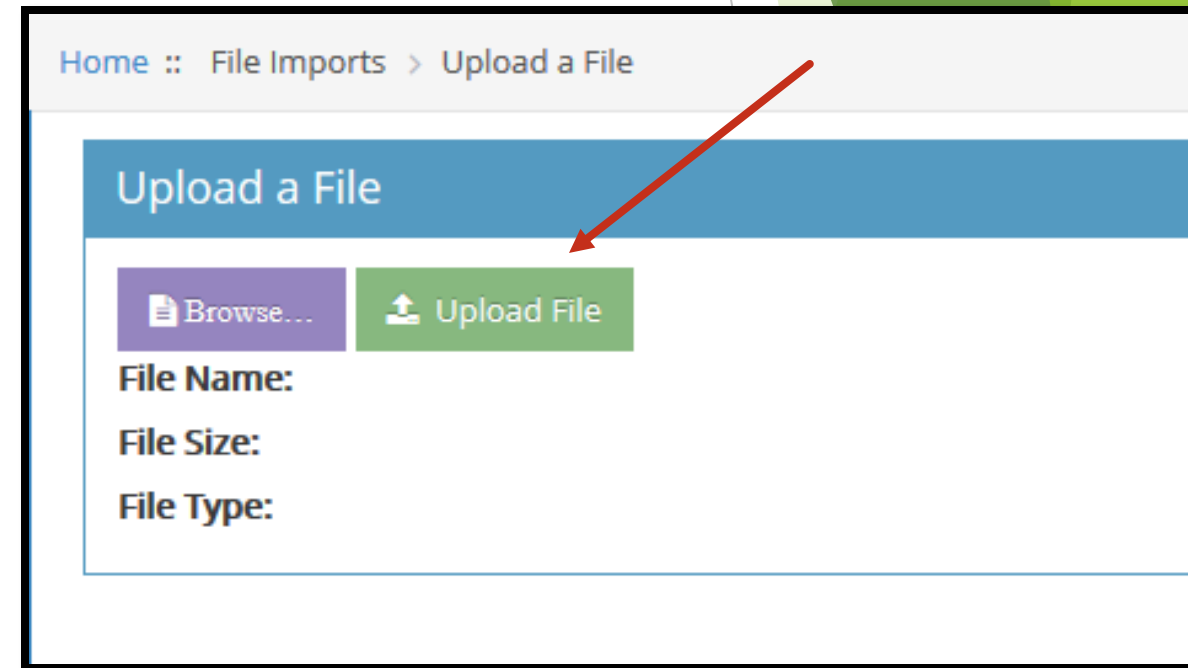 Home :: File Imports > Upload a File
Upload a File
Browse... Upload File
File Name:
File Size:
File Type: